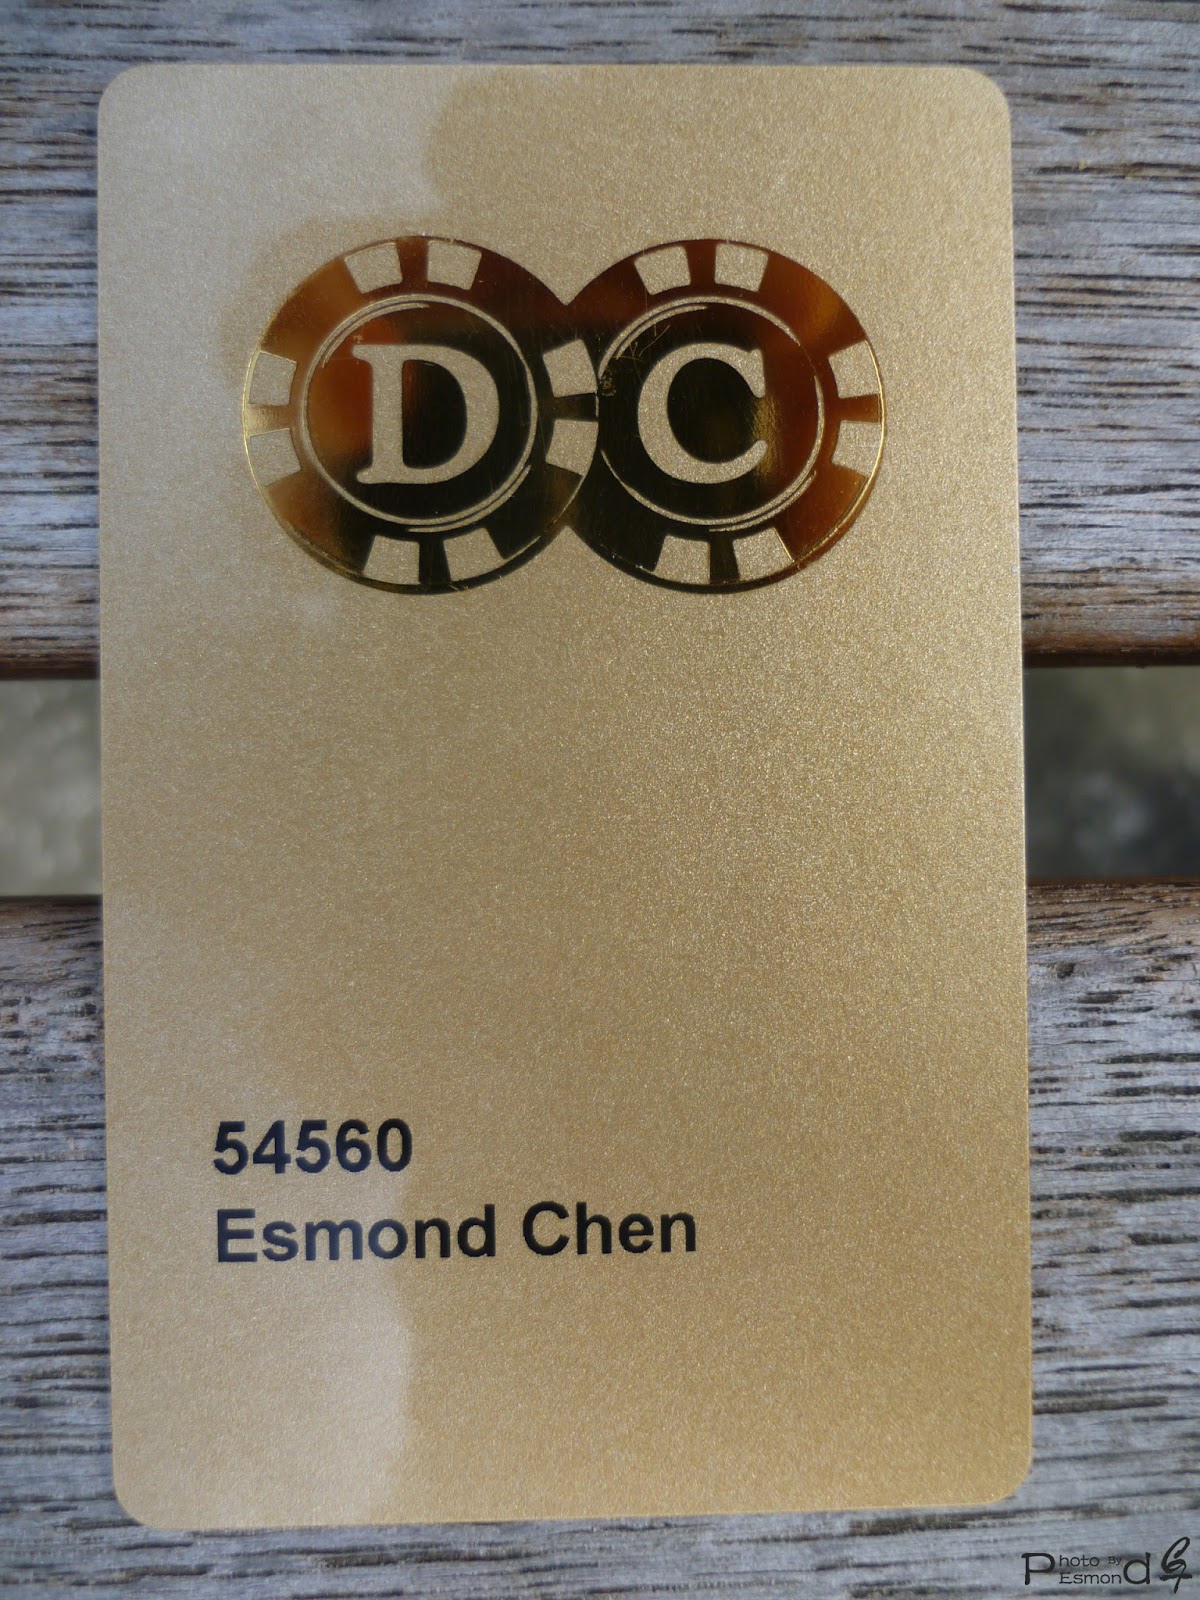 D C
54560
Esmond Chen
Photo By
Esmond